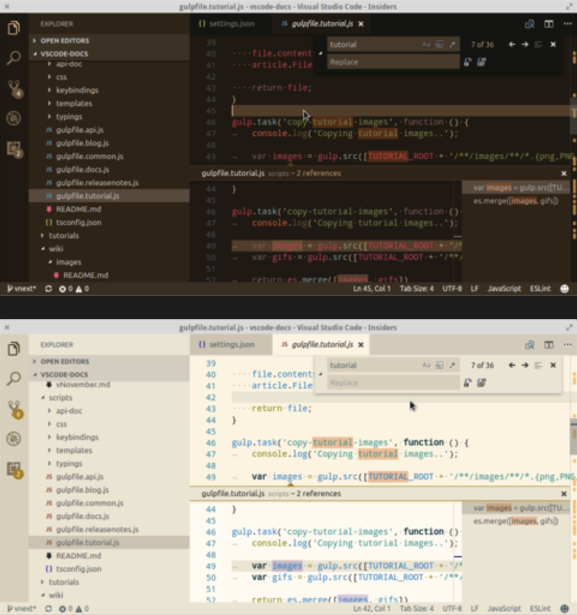 gulpfile.tutorial.js - vscode-docs - Visual Studio Code - Insiders
EXPLORER
settings.json
gulpfile.tutorial.js
OPEN EDITORS
VSCODE-DOCS
api-doc
css
keybindings
templates
typings
gulpfile.api.js
gulpfile.blog.js
gulpfile.common.js
gulpfile.docs.js
gulpfile.releasenotes.js
gulpfile.tutorial.js
README.md
tsconfig.json
tutorials
wiki
images
README.md
tutorial
7 of 36
Replace
39
40 ····file.content
41 ····article.File
42
43 return file;
44 }
45
46 gulp.task('copy-tutorial-images', function () {
47 console.log('Copying tutorial images..');
48
49 var images = gulp.src([TUTORIAL_ROOT + '/**/images/**/*.{png,PNG
gulpfile.tutorial.js scripts – 2 references
44 }
45
46 gulp.task('copy-tutorial-images', function ()
47 console.log('Copying tutorial images..');
48
49 var images = gulp.src([TUTORIAL_ROOT + '/*
50 var gifs = gulp.src([TUTORIAL_ROOT + '/**/
51
52 return es.merge([images, gifs])
var images = gulp.src([TU...
es.merge([images, gifs])
vnext* 0 0 Ln 45, Col 1 Tab Size: 4 UTF-8 LF JavaScript ESLint
gulpfile.tutorial.js - vscode-docs - Visual Studio Code - Insiders
EXPLORER
settings.json
gulpfile.tutorial.js
OPEN EDITORS
VSCODE-DOCS
vNovember.md
scripts
api-doc
css
keybindings
templates
typings
gulpfile.api.js
gulpfile.blog.js
gulpfile.common.js
gulpfile.docs.js
gulpfile.releasenotes.js
gulpfile.tutorial.js
README.md
tsconfig.json
tutorials
wiki
tutorial
7 of 36
Replace
39
40 ····file.content
41 ····article.File
42
43 return file;
44 }
45
46 gulp.task('copy-tutorial-images', function () {
47 console.log('Copying tutorial images..');
48
49 var images = gulp.src([TUTORIAL_ROOT + '/**/images/**/*.{png,PNG
gulpfile.tutorial.js scripts – 2 references
44 }
45
46 gulp.task('copy-tutorial-images', function ()
47 console.log('Copying tutorial images..');
48
49 var images = gulp.src([TUTORIAL_ROOT + '/*
50 var gifs = gulp.src([TUTORIAL_ROOT + '/**/
51
52 return es.merge([images, gifs])
var images = gulp.src([TU...
es.merge([images, gifs])
vnext* 0 0 Ln 42, Col 1 Tab Size: 4 UTF-8 LF JavaScript ESLint